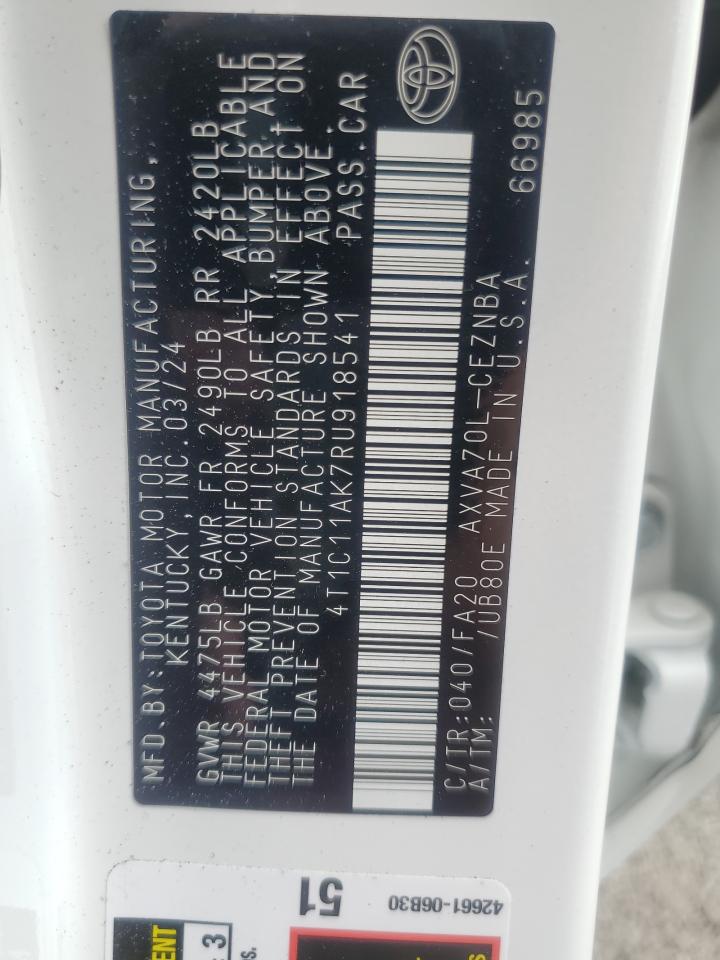 MFD.BY:TOYOTA MOTOR MANUFACTURING,
KENTUCKY,INC.03/24
GVWR 4475LB GAWR FR 2490LB RR 2420LB
THIS VEHICLE CONFORMS TO ALL APPLICABLE
FEDERAL MOTOR VEHICLE SAFETY,BUMPER AND
THEFT PREVENTION STANDARDS IN EFFECT ON
THE DATE OF MANUFACTURE SHOWN ABOVE.
4T1C11AK7RU918541 PASS.CAR
C/TR:040/FA20 AXVA70L-CEZNBA
A/TM: /UB80E MADE IN U.S.A. 66985
51
42661-06B30
ENT
: 3